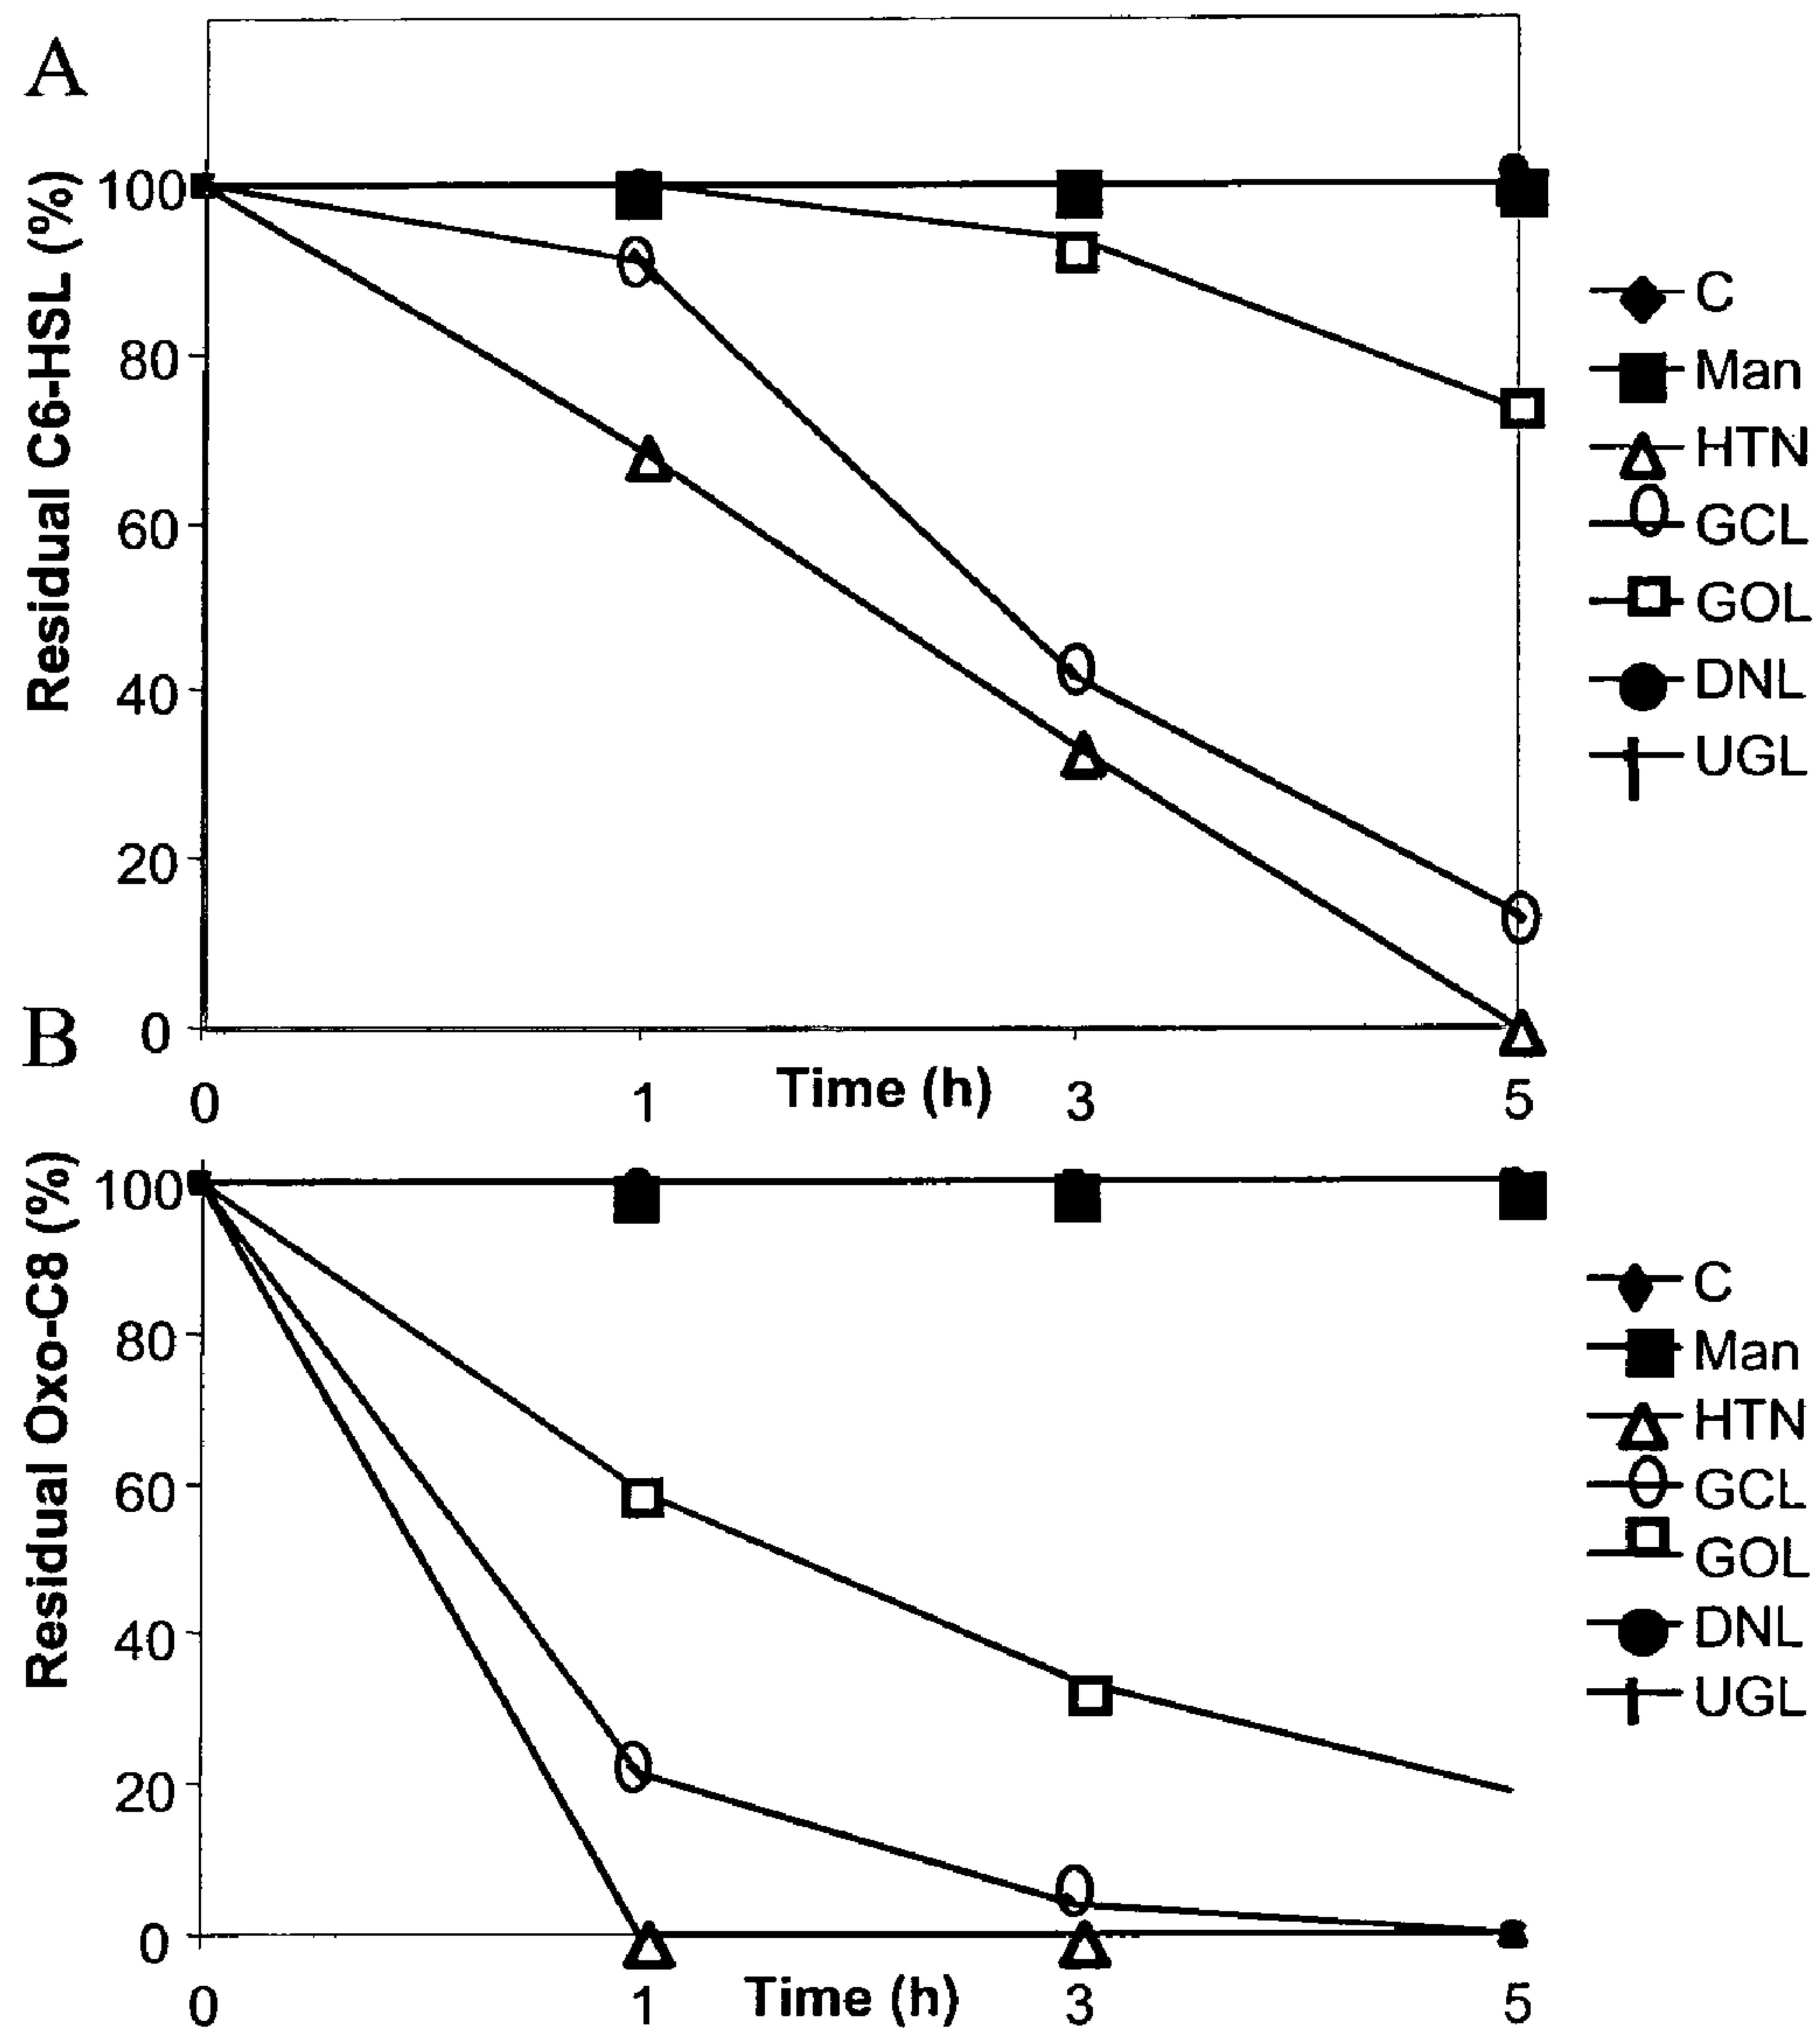 A
Residual C6-HSL (%)
100
80
60
40
20
0
0 1 3 5
Time (h)
C
Man
HTN
GCL
GOL
DNL
UGL
B
Residual Oxo-C8 (%)
100
80
60
40
20
0
0 1 3 5
Time (h)
C
Man
HTN
GCL
GOL
DNL
UGL